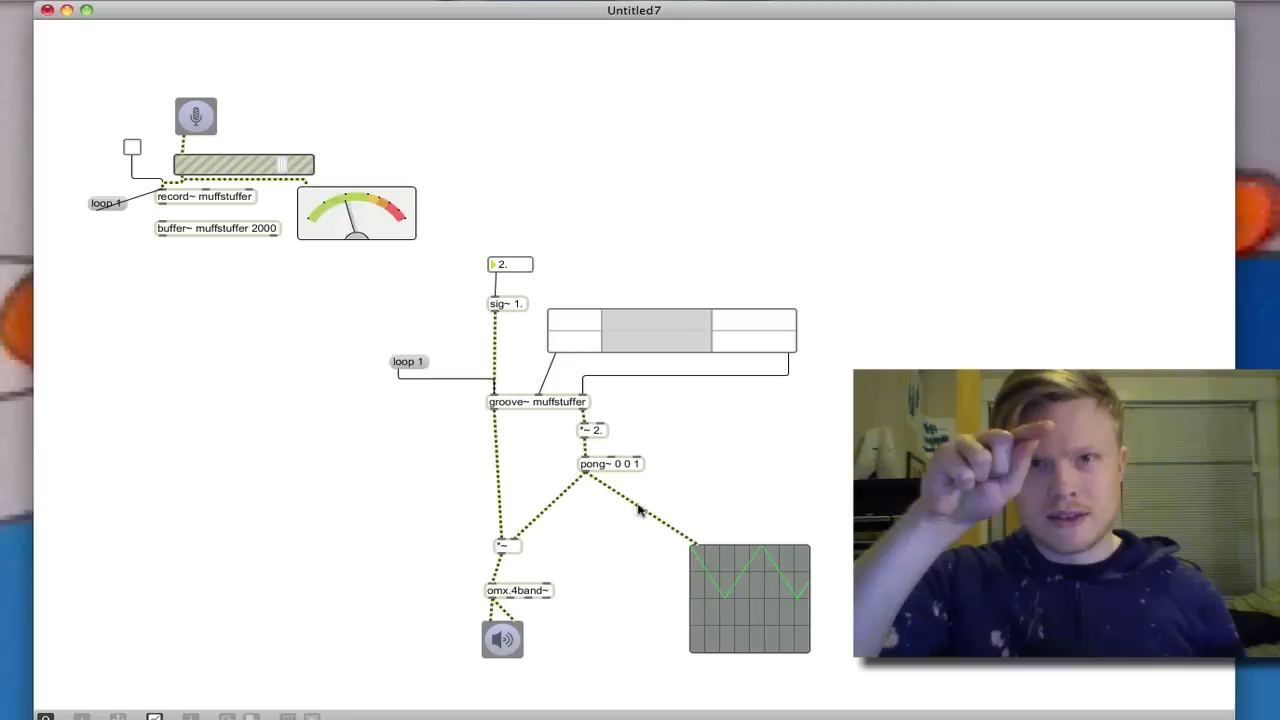 Untitled7
loop 1
record~ muffstuffer
buffer~ muffstuffer 2000
2.
sig~ 1.
loop 1
groove~ muffstuffer
*~ 2.
pong~ 0 0 1
*~
omx.4band~